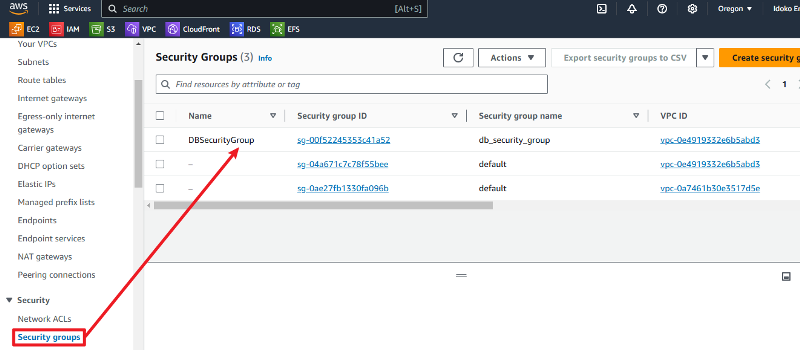 aws
Services
Search
[Alt+S]
Oregon
Idoko Em
EC2
IAM
S3
VPC
CloudFront
RDS
EFS
Your VPCs
Subnets
Route tables
Internet gateways
Egress-only internet
gateways
Carrier gateways
DHCP option sets
Elastic IPs
Managed prefix lists
Endpoints
Endpoint services
NAT gateways
Peering connections
Security
Network ACLs
Security groups
Security Groups (3) Info
Actions
Export security groups to CSV
Create security g
Find resources by attribute or tag
1
Name Security group ID Security group name VPC ID
DBSecurityGroup sg-00f52245353c41a52 db_security_group vpc-0e4919332e6b5abd3
– sg-04a671c7c78f55bee default vpc-0e4919332e6b5abd3
– sg-0ae27fb1330fa096b default vpc-0a7461b30e3517d5e